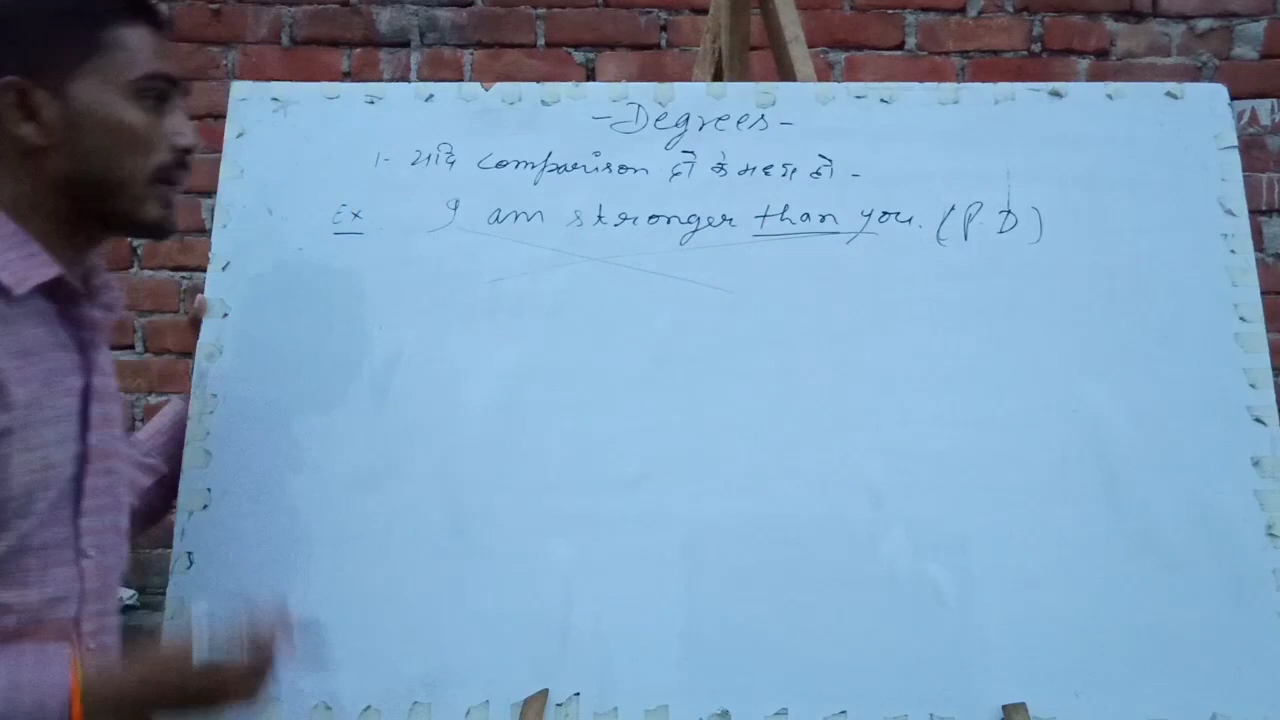 -Degrees-
1- यदि comparison दो के मध्य हो -
Ex I am stronger than you. (P.D)